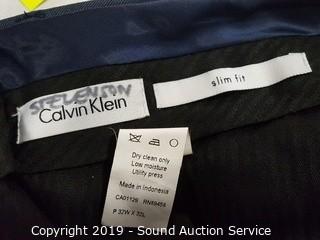 STEVENSON
Calvin Klein
slim fit
Dry clean only
Low moisture
Utility press
Made in Indonesia
CA01126 RN89454
P 32W X 32L
Copyright 2019 - Sound Auction Service